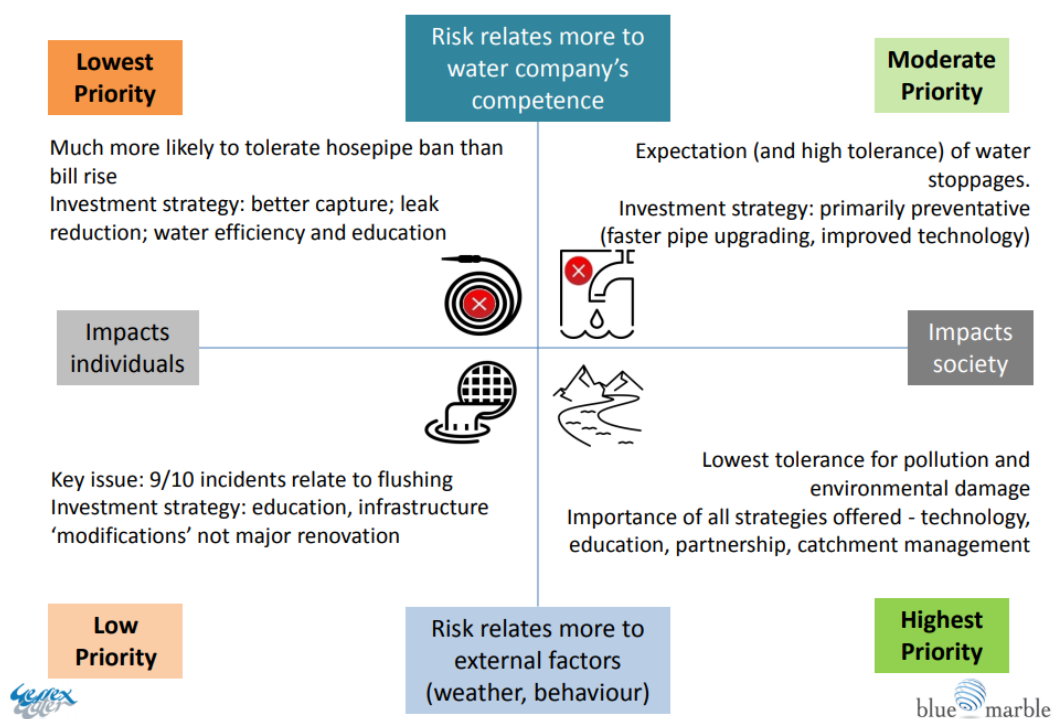 Lowest
Priority
Risk relates more to
water company’s
competence
Moderate
Priority
Much more likely to tolerate hosepipe ban than
bill rise
Investment strategy: better capture; leak
reduction; water efficiency and education
Expectation (and high tolerance) of water
stoppages.
Investment strategy: primarily preventative
(faster pipe upgrading, improved technology)
Impacts
individuals
Impacts
society
Key issue: 9/10 incidents relate to flushing
Investment strategy: education, infrastructure
‘modifications’ not major renovation
Lowest tolerance for pollution and
environmental damage
Importance of all strategies offered - technology,
education, partnership, catchment management
Low
Priority
Risk relates more to
external factors
(weather, behaviour)
Highest
Priority
Wessex
Water
blue marble